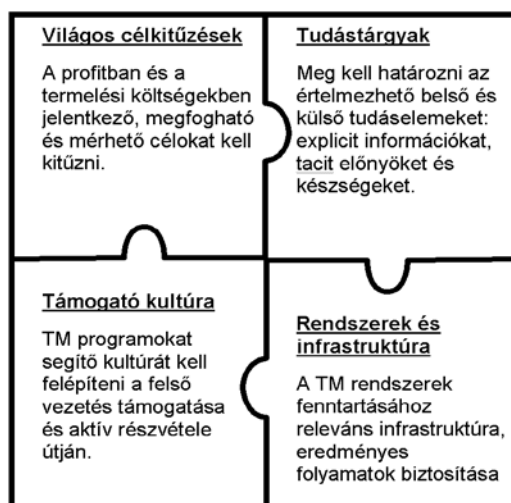 Világos célkitűzések
A profitban és a
termelési költségekben
jelentkező, megfogható
és mérhető célokat kell
kitűzni.
Tudástárgyak
Meg kell határozni az
értelmezhető belső és
külső tudáselemeket:
explicit információkat,
tacit előnyöket és
készségeket.
Támogató kultúra
TM programokat
segítő kultúrát kell
felépíteni a felső
vezetés támogatása
és aktív részvétele
útján.
Rendszerek és
infrastruktúra
A TM rendszerek
fenntartásához
releváns infrastruktúra,
eredményes
folyamatok biztosítása